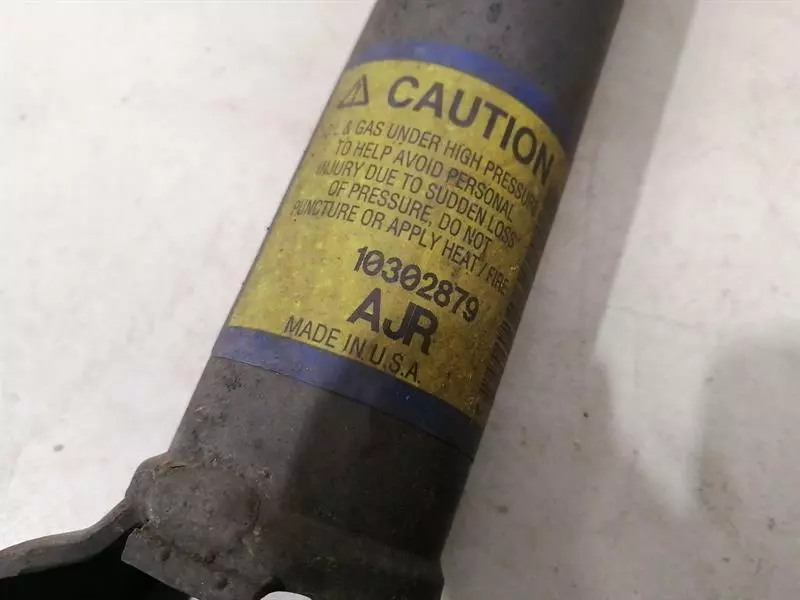 ⚠ CAUTION
& GAS UNDER HIGH PRESSURE
TO HELP AVOID PERSONAL
INJURY DUE TO SUDDEN LOSS
OF PRESSURE, DO NOT
PUNCTURE OR APPLY HEAT / FIRE
10302879
AJR
MADE IN U.S.A.